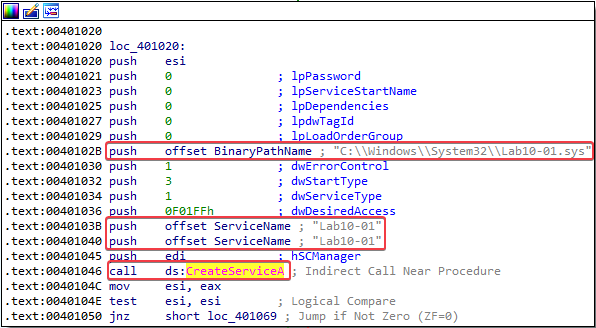 .text:00401020
.text:00401020 loc_401020:
.text:00401020 push    esi
.text:00401021 push    0               ; lpPassword
.text:00401023 push    0               ; lpServiceStartName
.text:00401025 push    0               ; lpDependencies
.text:00401027 push    0               ; lpdwTagId
.text:00401029 push    0               ; lpLoadOrderGroup
.text:0040102B push    offset BinaryPathName ; "C:\\Windows\\System32\\Lab10-01.sys"
.text:00401030 push    1               ; dwErrorControl
.text:00401032 push    3               ; dwStartType
.text:00401034 push    1               ; dwServiceType
.text:00401036 push    0F01FFh         ; dwDesiredAccess
.text:0040103B push    offset ServiceName ; "Lab10-01"
.text:00401040 push    offset ServiceName ; "Lab10-01"
.text:00401045 push    edi             ; hSCManager
.text:00401046 call    ds:CreateServiceA ; Indirect Call Near Procedure
.text:0040104C mov     esi, eax
.text:0040104E test    esi, esi        ; Logical Compare
.text:00401050 jnz     short loc_401069 ; Jump if Not Zero (ZF=0)